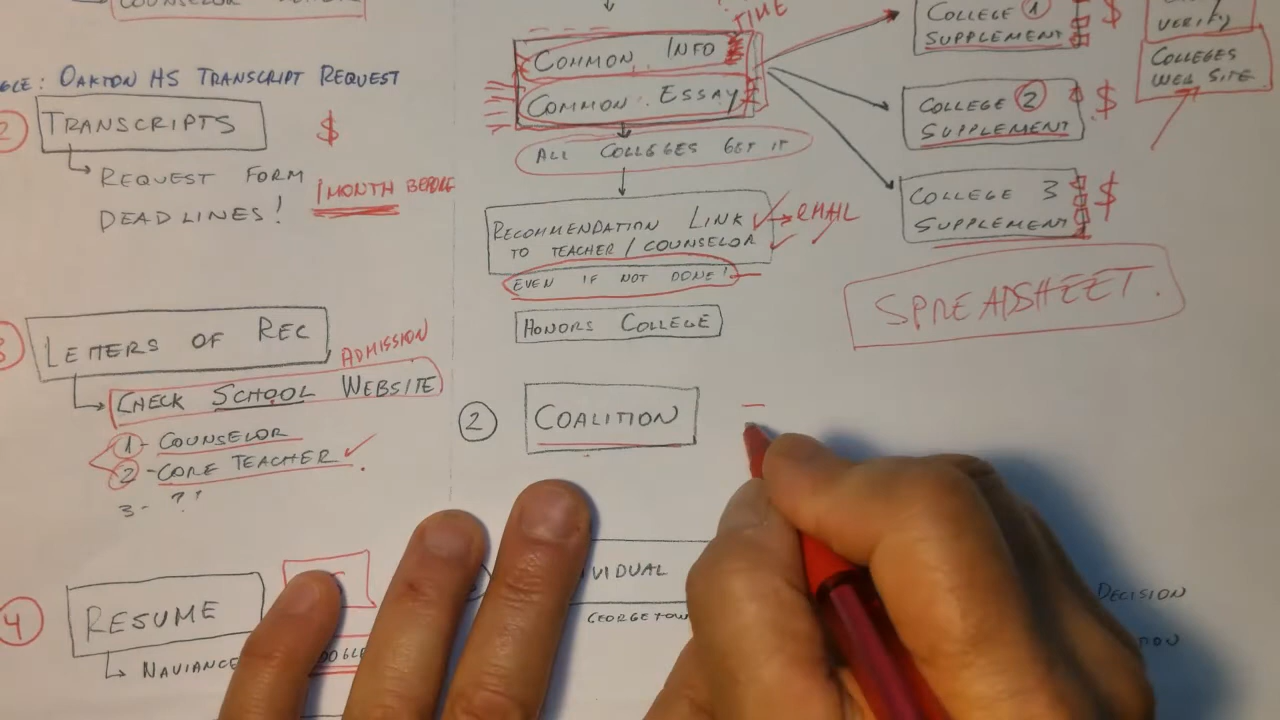 OAKTON HS TRANSCRIPT REQUEST
2
TRANSCRIPTS
$
REQUEST FORM
DEADLINES!
1 MONTH BEFORE
3
LETTERS OF REC
ADMISSION
CHECK SCHOOL WEBSITE
1 - COUNSELOR
2 - CORE TEACHER
3 - ?!
4
RESUME
NAVIANCE
TIME
COMMON INFO
COMMON ESSAY
ALL COLLEGES GET IT
RECOMMENDATION LINK
TO TEACHER / COUNSELOR
EMAIL
EVEN IF NOT DONE!
HONORS COLLEGE
2
COALITION
COLLEGE 1
SUPPLEMENT
$
COLLEGE 2
SUPPLEMENT
$
COLLEGE 3
SUPPLEMENT
$
VERIFY
COLLEGES
WEB SITE
SPREADSHEET.
DECISION